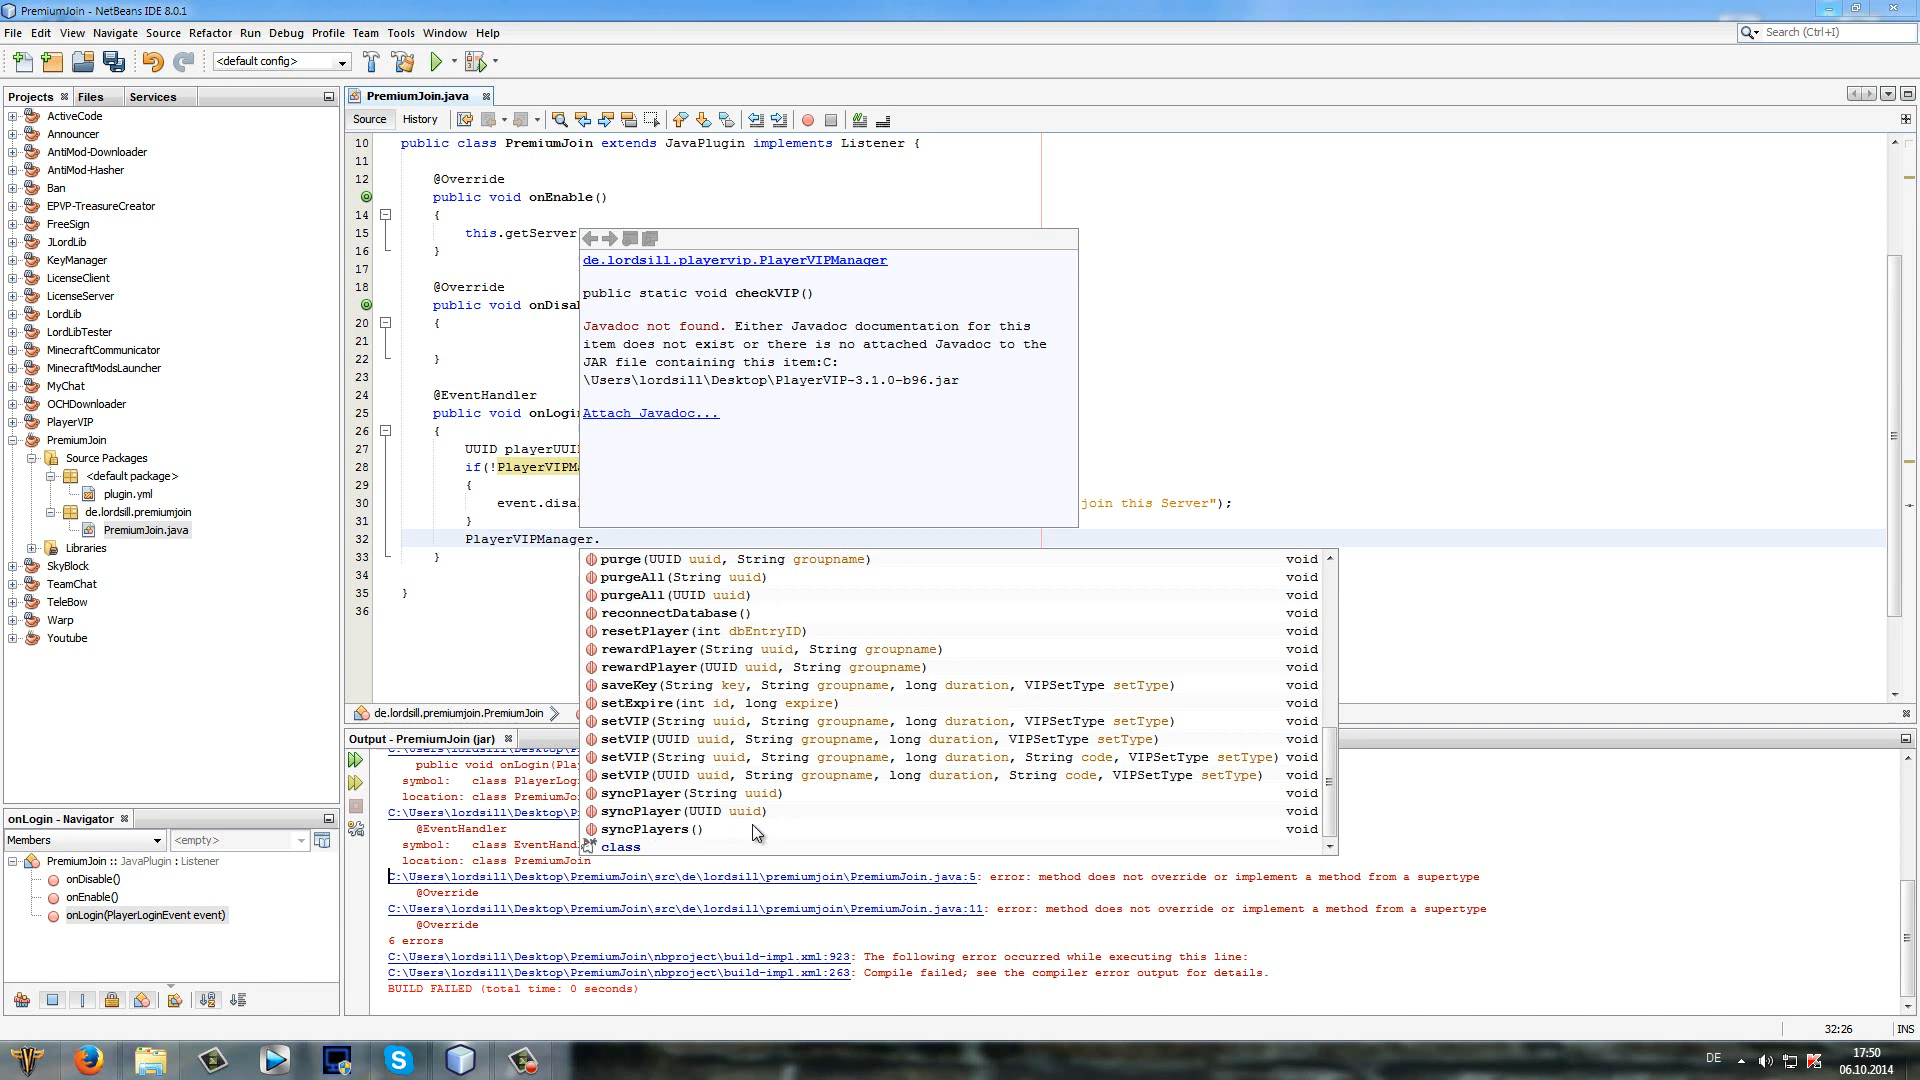 PremiumJoin - NetBeans IDE 8.0.1
File Edit View Navigate Source Refactor Run Debug Profile Team Tools Window Help
Search (Ctrl+I)
<default config>
Projects Files Services
PremiumJoin.java
Source History
ActiveCode
Announcer
AntiMod-Downloader
AntiMod-Hasher
Ban
EPVP-TreasureCreator
FreeSign
JLordLib
KeyManager
LicenseClient
LicenseServer
LordLib
LordLibTester
MinecraftCommunicator
MinecraftModsLauncher
MyChat
OCHDownloader
PlayerVIP
PremiumJoin
Source Packages
<default package>
plugin.yml
de.lordsill.premiumjoin
PremiumJoin.java
Libraries
SkyBlock
TeamChat
TeleBow
Warp
Youtube
10 public class PremiumJoin extends JavaPlugin implements Listener {
11
12 @Override
public void onEnable()
14 {
15 this.getServer
16 }
17
18 @Override
public void onDisa
20 {
21
22 }
23
24 @EventHandler
25 public void onLogi
26 {
27 UUID playerUUI
28 if(!PlayerVIPMa
29 {
30 event.disa join this Server");
31 }
32 PlayerVIPManager.
33 }
34
35 }
36
de.lordsill.playervip.PlayerVIPManager
public static void checkVIP()
Javadoc not found. Either Javadoc documentation for this
item does not exist or there is no attached Javadoc to the
JAR file containing this item:C:
\Users\lordsill\Desktop\PlayerVIP-3.1.0-b96.jar
Attach Javadoc...
purge(UUID uuid, String groupname) void
purgeAll(String uuid) void
purgeAll(UUID uuid) void
reconnectDatabase() void
resetPlayer(int dbEntryID) void
rewardPlayer(String uuid, String groupname) void
rewardPlayer(UUID uuid, String groupname) void
saveKey(String key, String groupname, long duration, VIPSetType setType) void
setExpire(int id, long expire) void
setVIP(String uuid, String groupname, long duration, VIPSetType setType) void
setVIP(UUID uuid, String groupname, long duration, VIPSetType setType) void
setVIP(String uuid, String groupname, long duration, String code, VIPSetType setType) void
setVIP(UUID uuid, String groupname, long duration, String code, VIPSetType setType) void
syncPlayer(String uuid) void
syncPlayer(UUID uuid) void
syncPlayers() void
class
de.lordsill.premiumjoin.PremiumJoin
Output - PremiumJoin (jar)
C:\Users\lordsill\Desktop\P
public void onLogin(Pla
symbol: class PlayerLog
location: class PremiumJo
C:\Users\lordsill\Desktop\P
@EventHandler
symbol: class EventHandl
location: class PremiumJoin
C:\Users\lordsill\Desktop\PremiumJoin\src\de\lordsill\premiumjoin\PremiumJoin.java:5: error: method does not override or implement a method from a supertype
@Override
C:\Users\lordsill\Desktop\PremiumJoin\src\de\lordsill\premiumjoin\PremiumJoin.java:11: error: method does not override or implement a method from a supertype
@Override
6 errors
C:\Users\lordsill\Desktop\PremiumJoin\nbproject\build-impl.xml:923: The following error occurred while executing this line:
C:\Users\lordsill\Desktop\PremiumJoin\nbproject\build-impl.xml:263: Compile failed; see the compiler error output for details.
BUILD FAILED (total time: 0 seconds)
onLogin - Navigator
Members <empty>
PremiumJoin :: JavaPlugin : Listener
onDisable()
onEnable()
onLogin(PlayerLoginEvent event)
32:26 INS
DE
17:50
06.10.2014